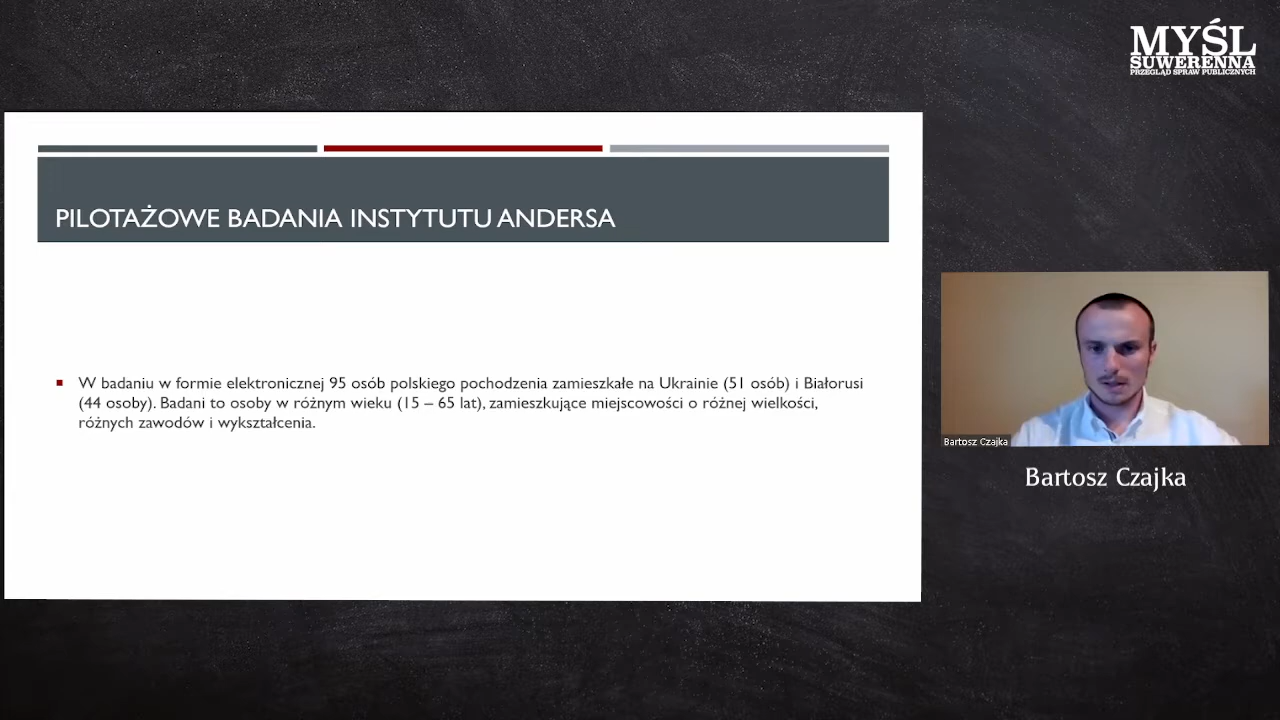 MYŚL
SUWERENNA
PRZEGLĄD SPRAW PUBLICZNYCH
PILOTAŻOWE BADANIA INSTYTUTU ANDERSA
W badaniu w formie elektronicznej 95 osób polskiego pochodzenia zamieszkałe na Ukrainie (51 osób) i Białorusi
(44 osoby). Badani to osoby w różnym wieku (15 – 65 lat), zamieszkujące miejscowości o różnej wielkości,
różnych zawodów i wykształcenia.
Bartosz Czajka
Bartosz Czajka